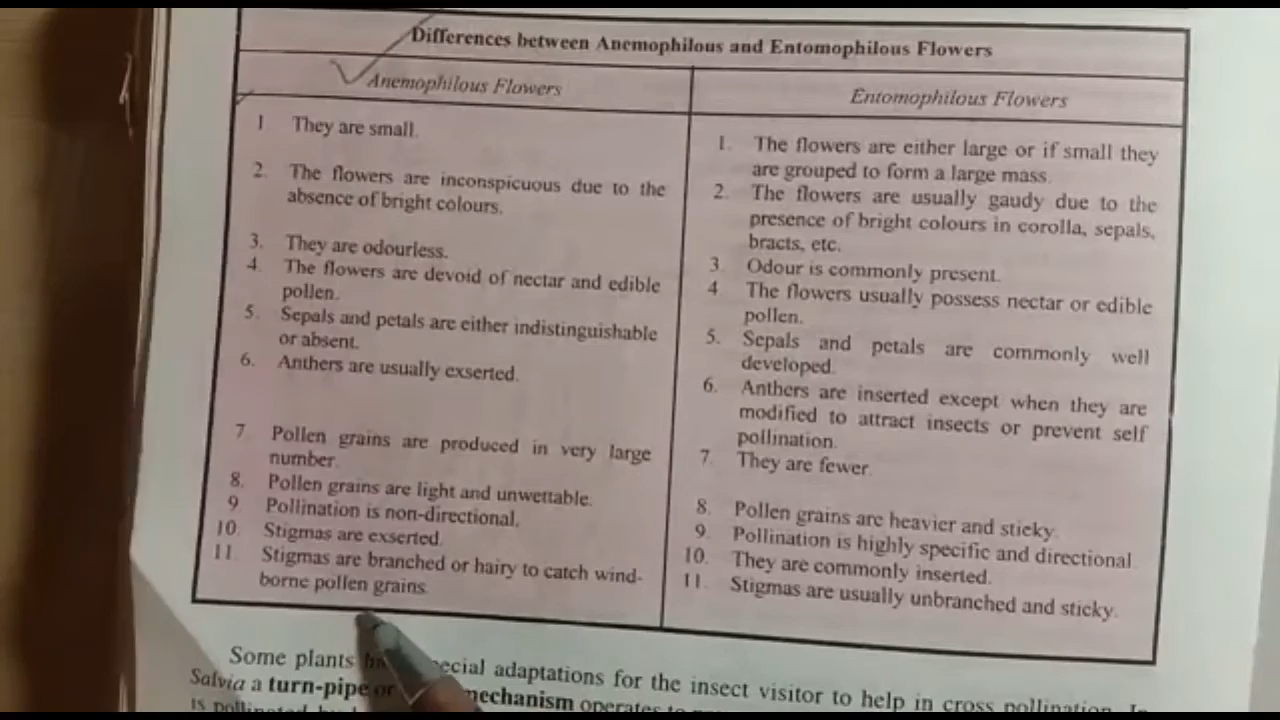 Differences between Anemophilous and Entomophilous Flowers
Anemophilous Flowers
1. They are small.
2. The flowers are inconspicuous due to the
absence of bright colours.
3. They are odourless.
4. The flowers are devoid of nectar and edible
pollen.
5. Sepals and petals are either indistinguishable
or absent.
6. Anthers are usually exserted.
7. Pollen grains are produced in very large
number.
8. Pollen grains are light and unwettable.
9. Pollination is non-directional.
10. Stigmas are exserted.
11. Stigmas are branched or hairy to catch wind-
borne pollen grains.
Entomophilous Flowers
1. The flowers are either large or if small they
are grouped to form a large mass.
2. The flowers are usually gaudy due to the
presence of bright colours in corolla, sepals,
bracts, etc.
3. Odour is commonly present.
4. The flowers usually possess nectar or edible
pollen.
5. Sepals and petals are commonly well
developed.
6. Anthers are inserted except when they are
modified to attract insects or prevent self
pollination.
7. They are fewer.
8. Pollen grains are heavier and sticky.
9. Pollination is highly specific and directional
10. They are commonly inserted.
11. Stigmas are usually unbranched and sticky.
Some plants adaptations for the insect visitor to help in cross pollination. In
Salvia a turn-pipe or mechanism operates to
is pollinated